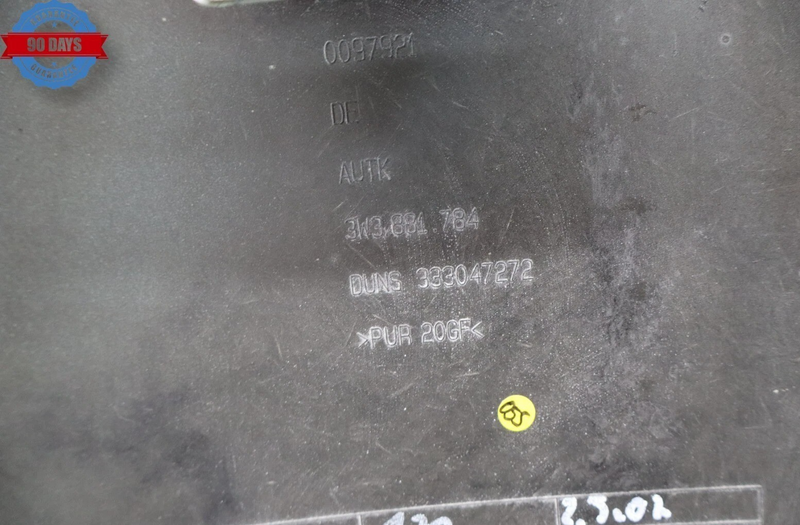 90 DAYS
0097921
DE
AUTK
3W3.881.784
DUNS 333047272
>PUR 20GF<
2.3.02